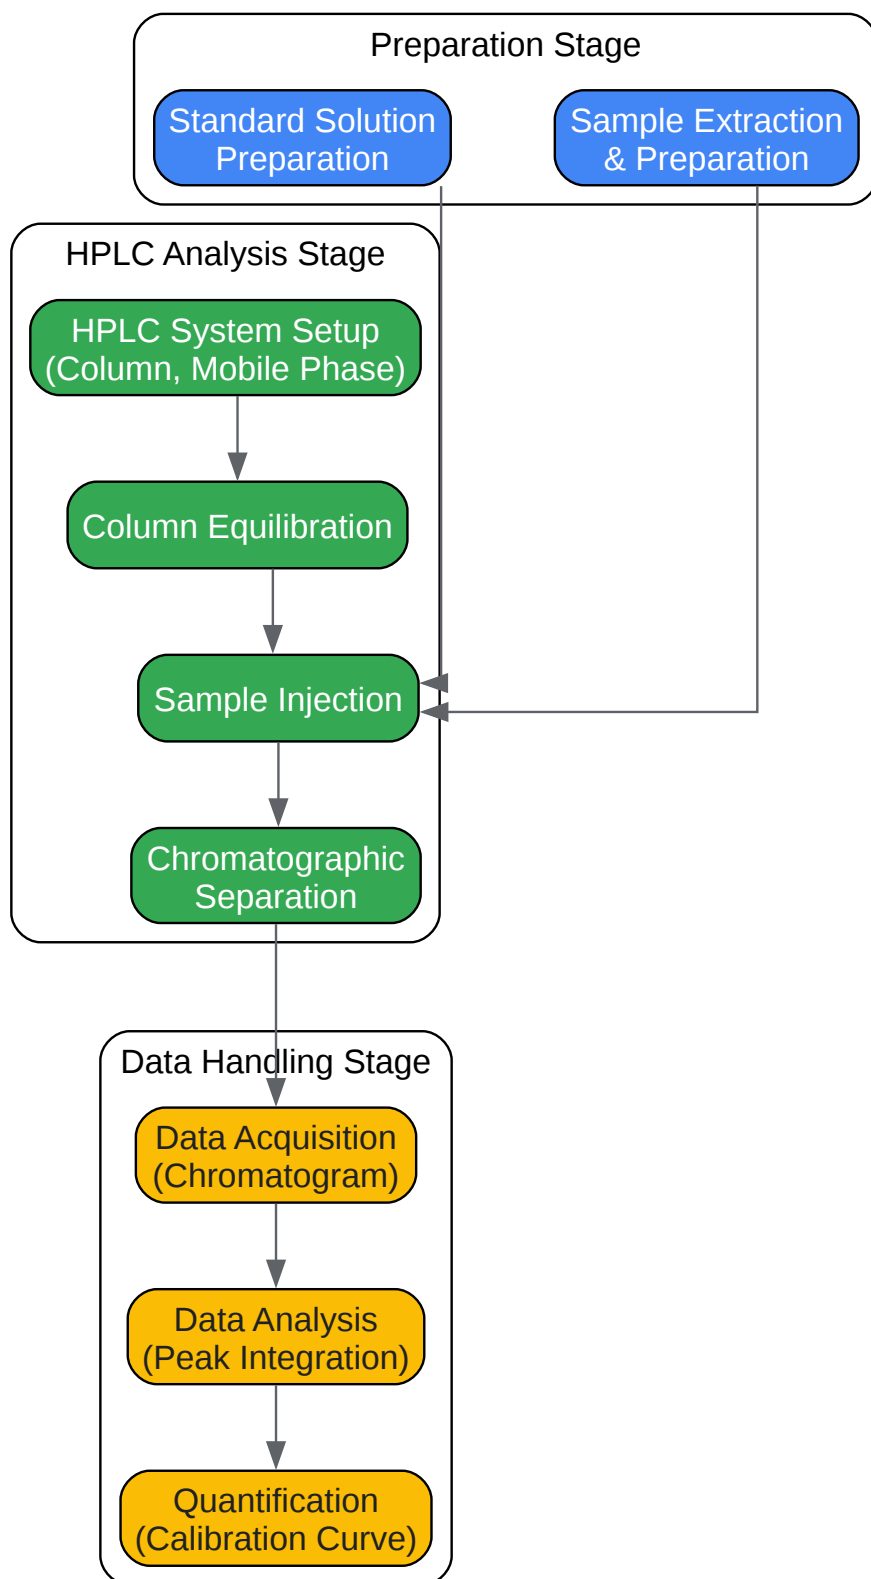 Preparation Stage
Standard Solution
Preparation
Sample Extraction
& Preparation
HPLC Analysis Stage
HPLC System Setup
(Column, Mobile Phase)
Column Equilibration
Sample Injection
Chromatographic
Separation
Data Handling Stage
Data Acquisition
(Chromatogram)
Data Analysis
(Peak Integration)
Quantification
(Calibration Curve)